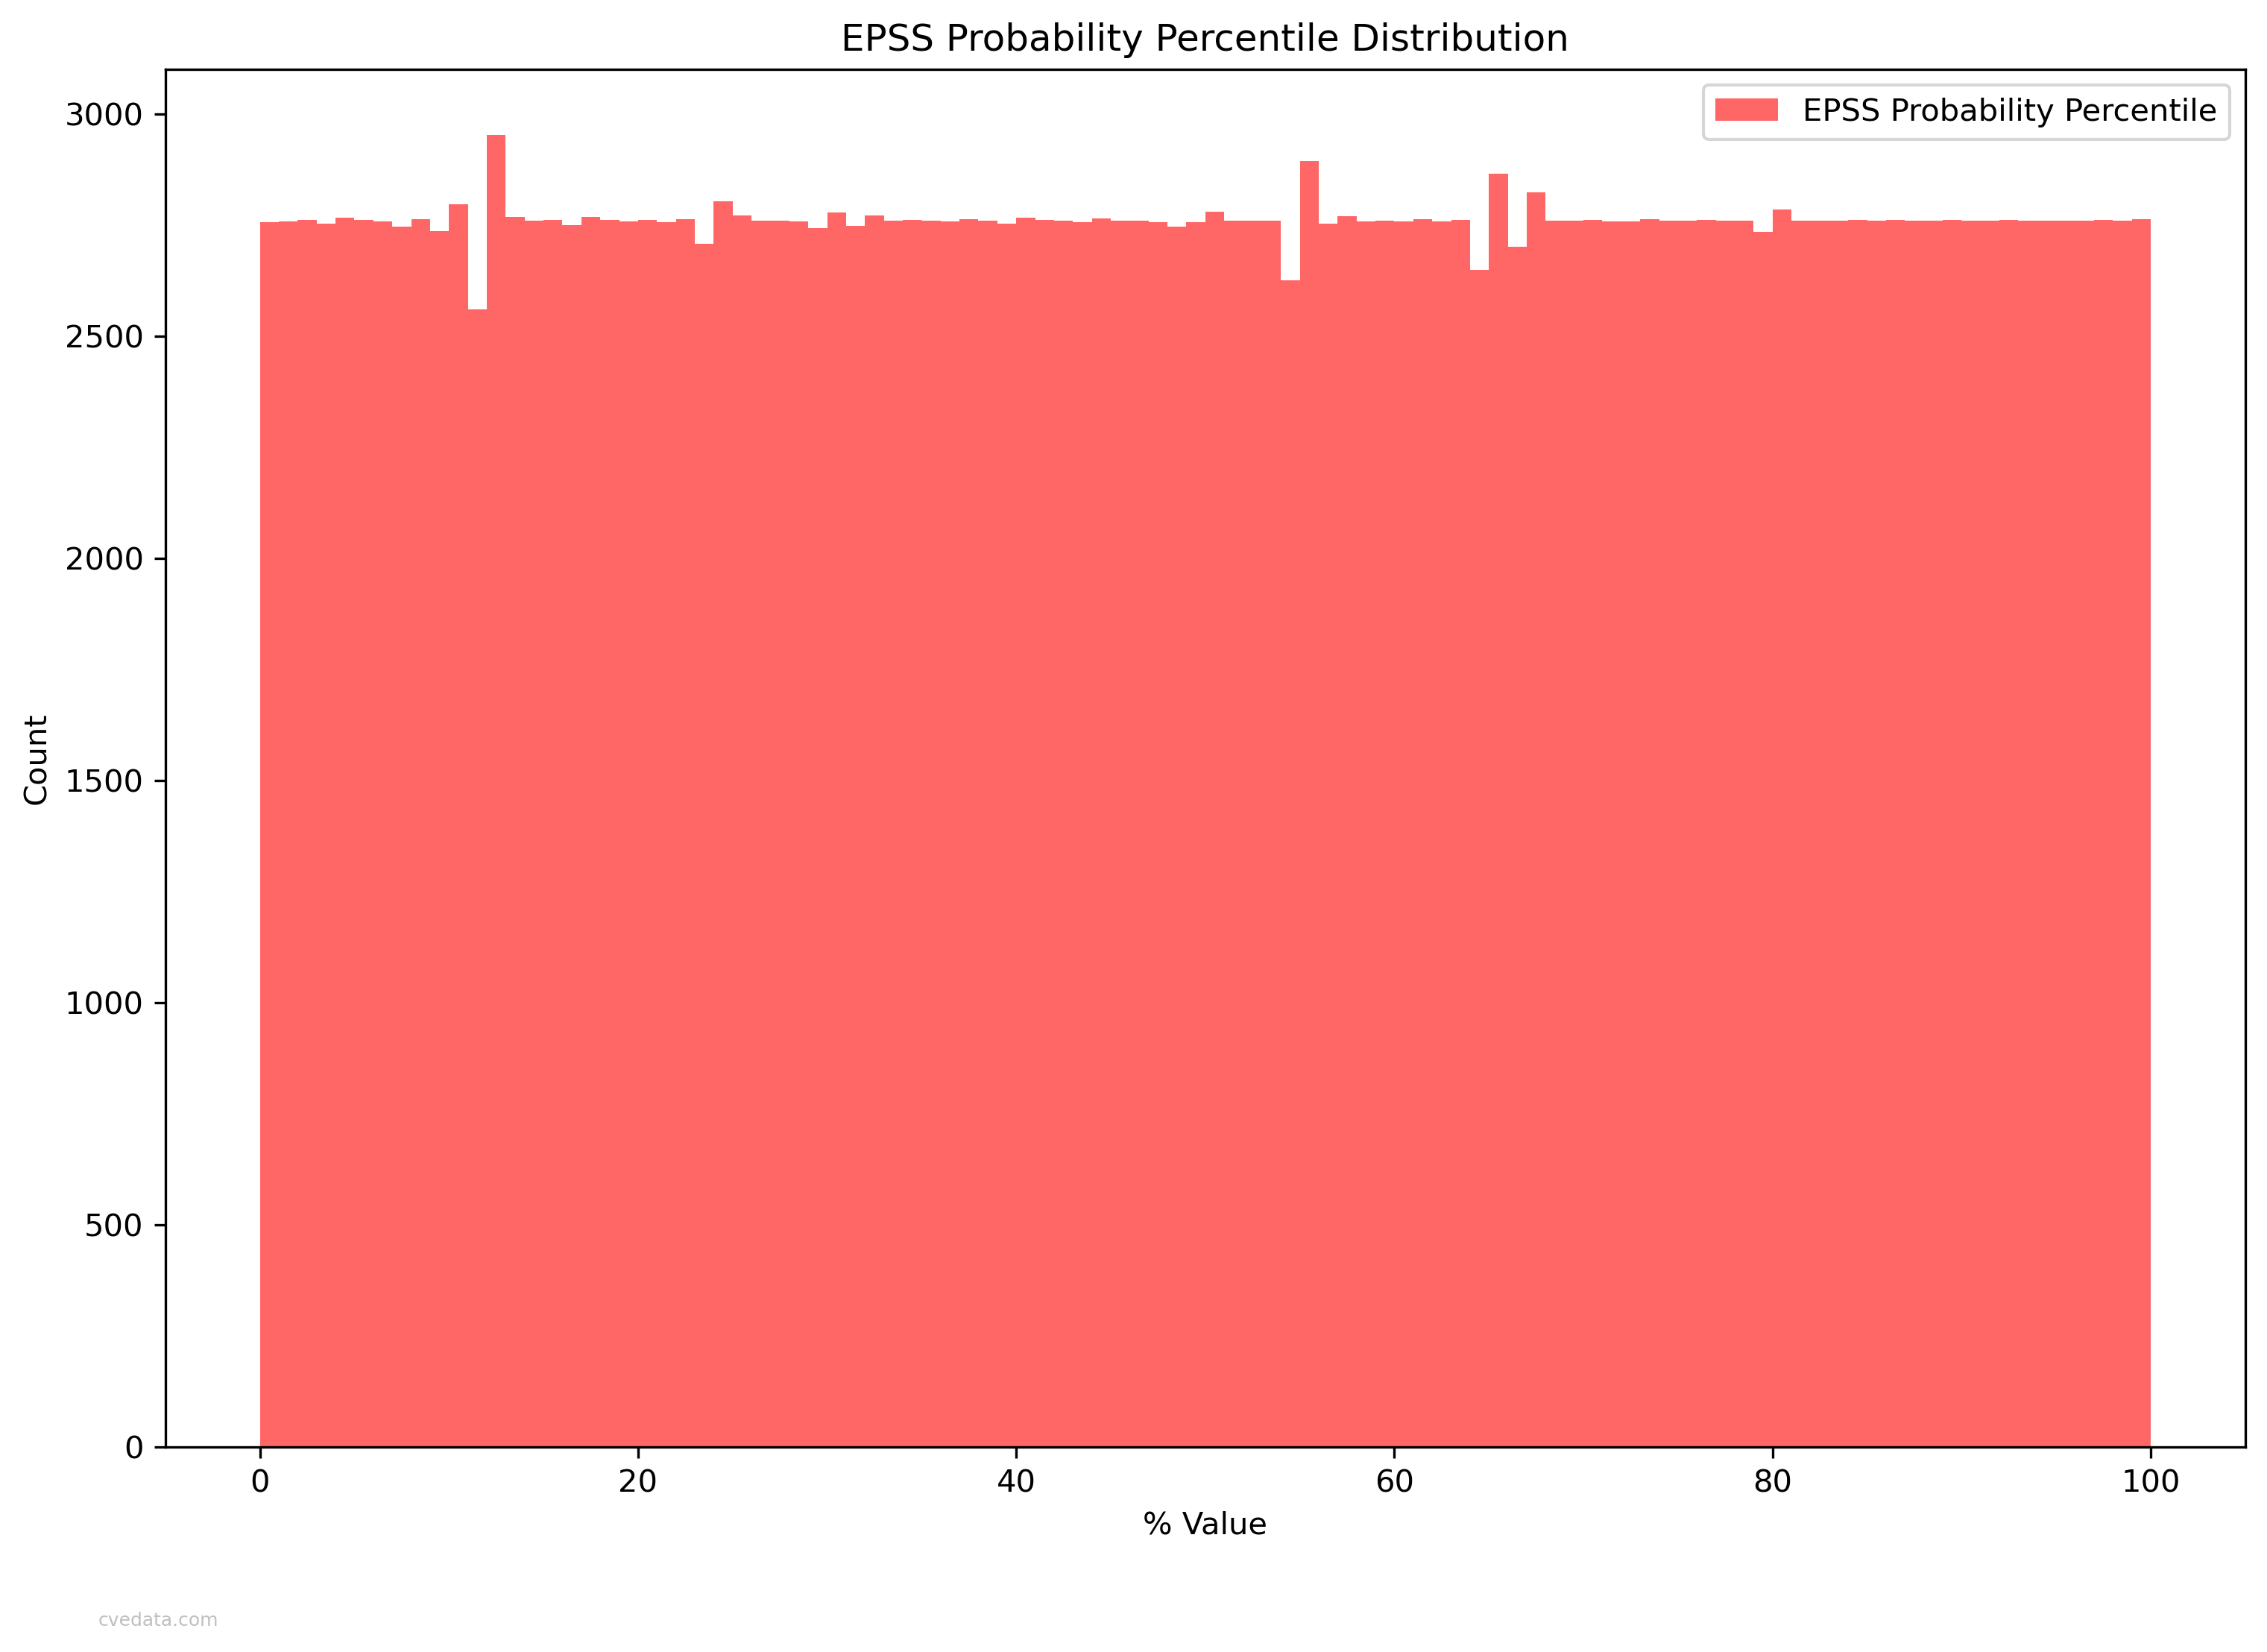 EPSS Probability Percentile Distribution
EPSS Probability Percentile
3000
2500
2000
1500
1000
500
0
Count
0 20 40 60 80 100
% Value
cvedata.com